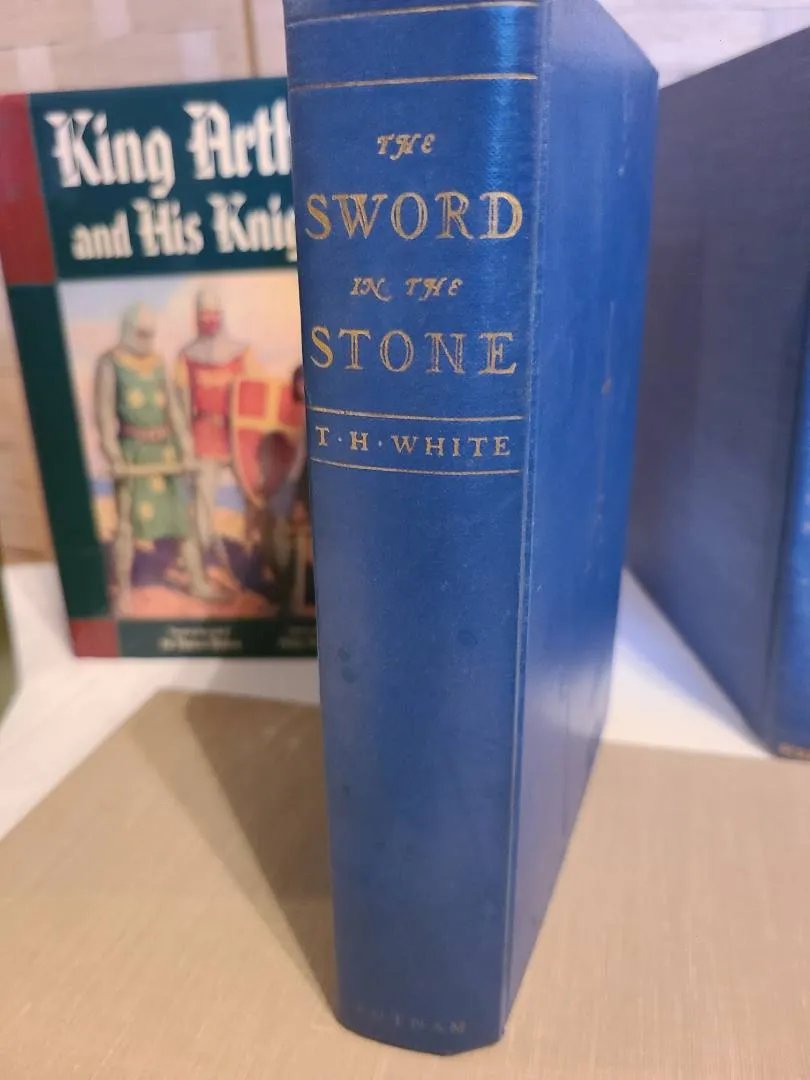 King Arth
and His Knig
THE
SWORD
IN THE
STONE
T·H·WHITE